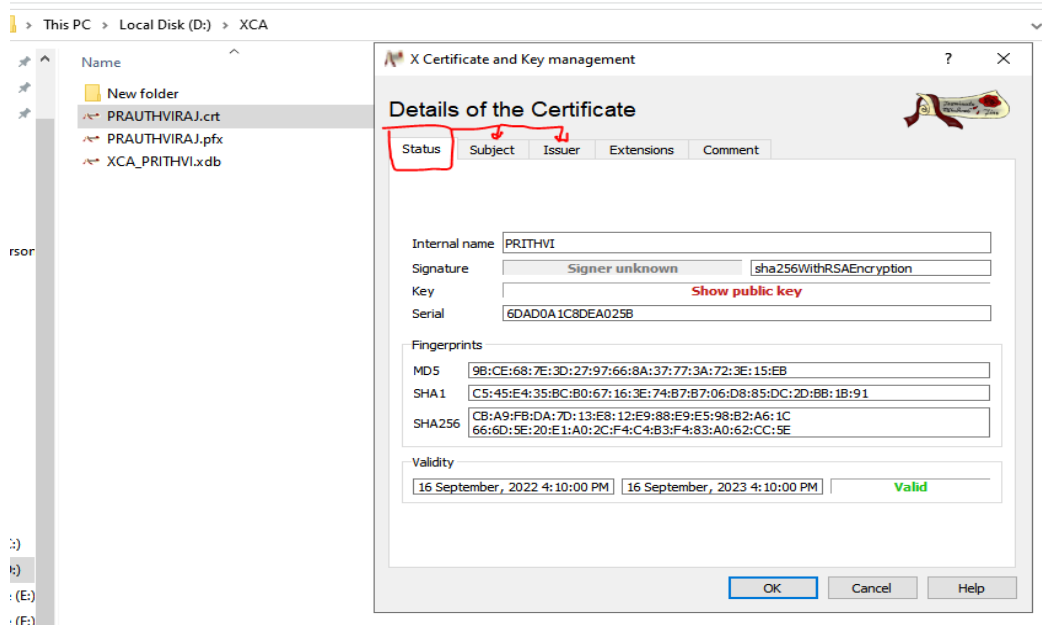 This PC > Local Disk (D:) > XCA
Name
New folder
PRAUTHVIRAJ.crt
PRAUTHVIRAJ.pfx
XCA_PRITHVI.xdb
rsor
:)
):)
: (E:)
(F:)
X Certificate and Key management ? ×
Details of the Certificate
Status Subject Issuer Extensions Comment
Internal name PRITHVI
Signature Signer unknown sha256WithRSAEncryption
Key Show public key
Serial 6DAD0A1C8DEA025B
Fingerprints
MD5 9B:CE:68:7E:3D:27:97:66:8A:37:77:3A:72:3E:15:EB
SHA1 C5:45:E4:35:BC:B0:67:16:3E:74:B7:B7:06:D8:85:DC:2D:BB:1B:91
SHA256 CB:A9:FB:DA:7D:13:E8:12:E9:88:E9:E5:98:B2:A6:1C
66:6D:5E:20:E1:A0:2C:F4:C4:B3:F4:83:A0:62:CC:5E
Validity
16 September, 2022 4:10:00 PM 16 September, 2023 4:10:00 PM Valid
OK Cancel Help